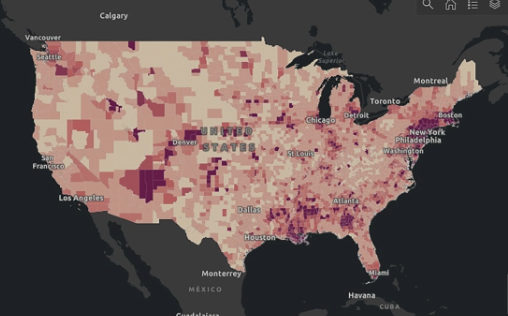 Calgary
Vancouver
Seattle
Lake
Superior
Montreal
Toronto
Boston
Chicago
Detroit
New York
Philadelphia
UNITED
STATES
Denver
St Louis
Washington
San
Francisco
Los Angeles
Atlanta
Dallas
Houston
Monterrey
Miami
MÉXICO
Havana
CUBA
Guadalajara